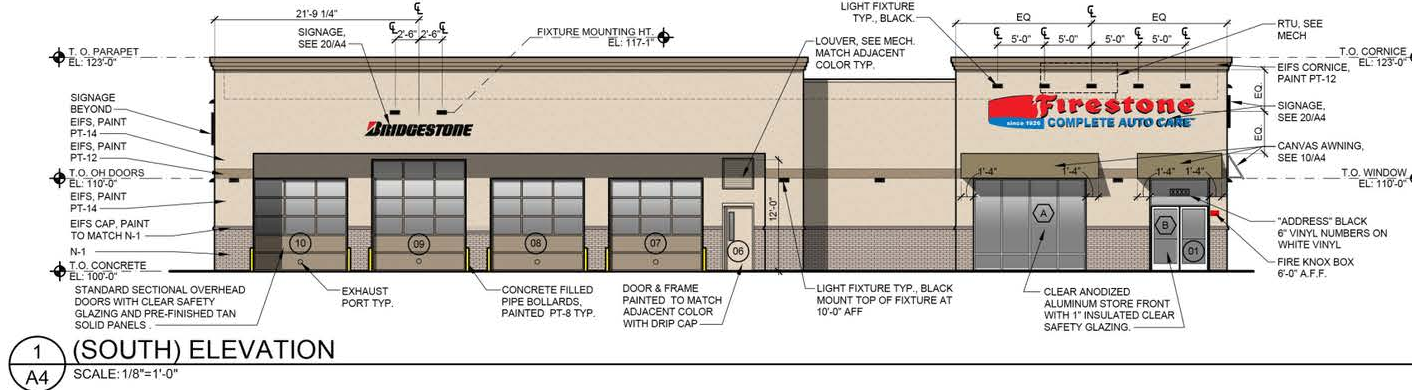 21'-9 1/4"
℄
℄ ℄
2'-6" 2'-6"
SIGNAGE,
SEE 20/A4
FIXTURE MOUNTING HT.
EL: 117-1"
LIGHT FIXTURE
TYP., BLACK.
LOUVER, SEE MECH.
MATCH ADJACENT
COLOR TYP.
℄
EQ EQ
℄ ℄ ℄ ℄
5'-0" 5'-0" 5'-0" 5'-0"
RTU, SEE
MECH
T. O. PARAPET
EL: 123'-0"
T.O. CORNICE
EL: 123'-0"
EIFS CORNICE,
PAINT PT-12
EQ.
EQ.
SIGNAGE
BEYOND
EIFS, PAINT
PT-14
EIFS, PAINT
PT-12
T.O. OH DOORS
EL: 110'-0"
EIFS, PAINT
PT-14
EIFS CAP, PAINT
TO MATCH N-1
N-1
T.O. CONCRETE
EL: 100'-0"
BRIDGESTONE
Firestone
since 1926 COMPLETE AUTO CARE
SIGNAGE,
SEE 20/A4
CANVAS AWNING,
SEE 10/A4
T.O. WINDOW
EL: 110'-0"
1'-4" 1'-4" 1'-4" 1'-4"
12'-0"
10
09
08
07
06
A
B
01
"ADDRESS" BLACK
6" VINYL NUMBERS ON
WHITE VINYL
FIRE KNOX BOX
6'-0" A.F.F.
STANDARD SECTIONAL OVERHEAD
DOORS WITH CLEAR SAFETY
GLAZING AND PRE-FINISHED TAN
SOLID PANELS .
EXHAUST
PORT TYP.
CONCRETE FILLED
PIPE BOLLARDS,
PAINTED PT-8 TYP.
DOOR & FRAME
PAINTED TO MATCH
ADJACENT COLOR
WITH DRIP CAP
LIGHT FIXTURE TYP., BLACK
MOUNT TOP OF FIXTURE AT
10'-0" AFF
CLEAR ANODIZED
ALUMINUM STORE FRONT
WITH 1" INSULATED CLEAR
SAFETY GLAZING.
1
A4
(SOUTH) ELEVATION
SCALE: 1/8"=1'-0"